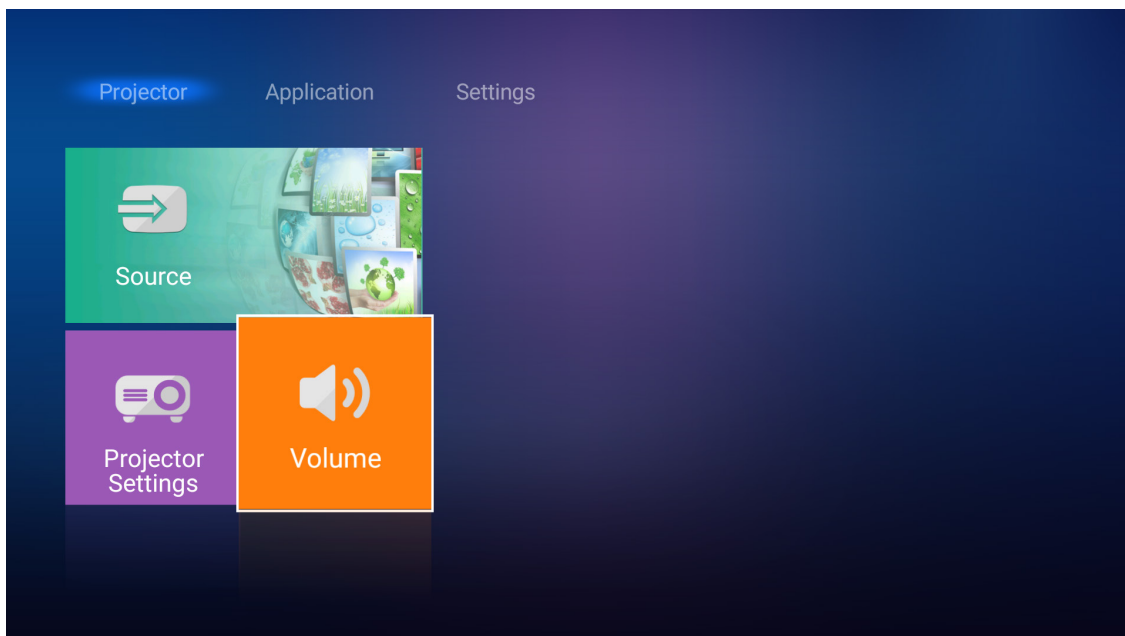 Projector
Application
Settings
Source
Projector
Settings
Volume